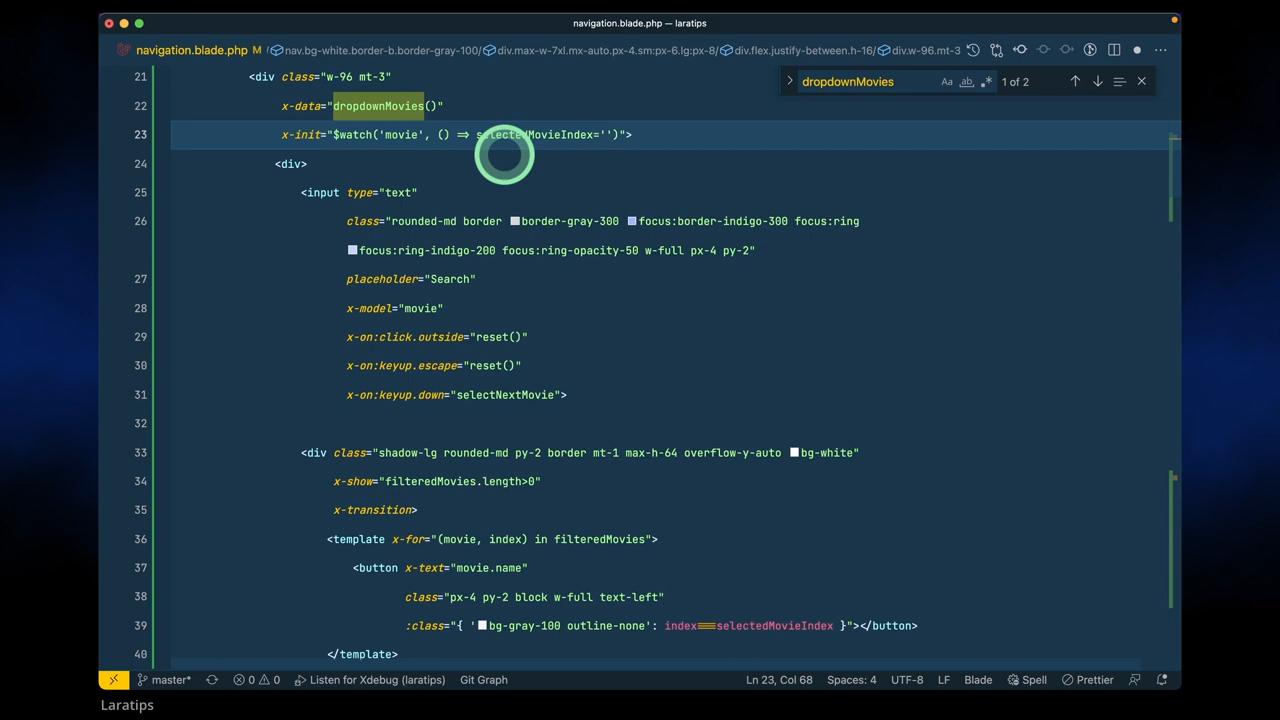 navigation.blade.php — laratips
navigation.blade.php M nav.bg-white.border-b.border-gray-100/ div.max-w-7xl.mx-auto.px-4.sm:px-6.lg:px-8/ div.flex.justify-between.h-16/ div.w-96.mt-3
dropdownMovies Aa ab 1 of 2
21 <div class="w-96 mt-3"
22 x-data="dropdownMovies()"
23 x-init="$watch('movie', () => selectedMovieIndex='')">
24 <div>
25 <input type="text"
26 class="rounded-md border border-gray-300 focus:border-indigo-300 focus:ring
focus:ring-indigo-200 focus:ring-opacity-50 w-full px-4 py-2"
27 placeholder="Search"
28 x-model="movie"
29 x-on:click.outside="reset()"
30 x-on:keyup.escape="reset()"
31 x-on:keyup.down="selectNextMovie">
32
33 <div class="shadow-lg rounded-md py-2 border mt-1 max-h-64 overflow-y-auto bg-white"
34 x-show="filteredMovies.length>0"
35 x-transition>
36 <template x-for="(movie, index) in filteredMovies">
37 <button x-text="movie.name"
38 class="px-4 py-2 block w-full text-left"
39 :class="{ 'bg-gray-100 outline-none': index===selectedMovieIndex }"></button>
40 </template>
master* 0 0 Listen for Xdebug (laratips) Git Graph Ln 23, Col 68 Spaces: 4 UTF-8 LF Blade Spell Prettier
Laratips